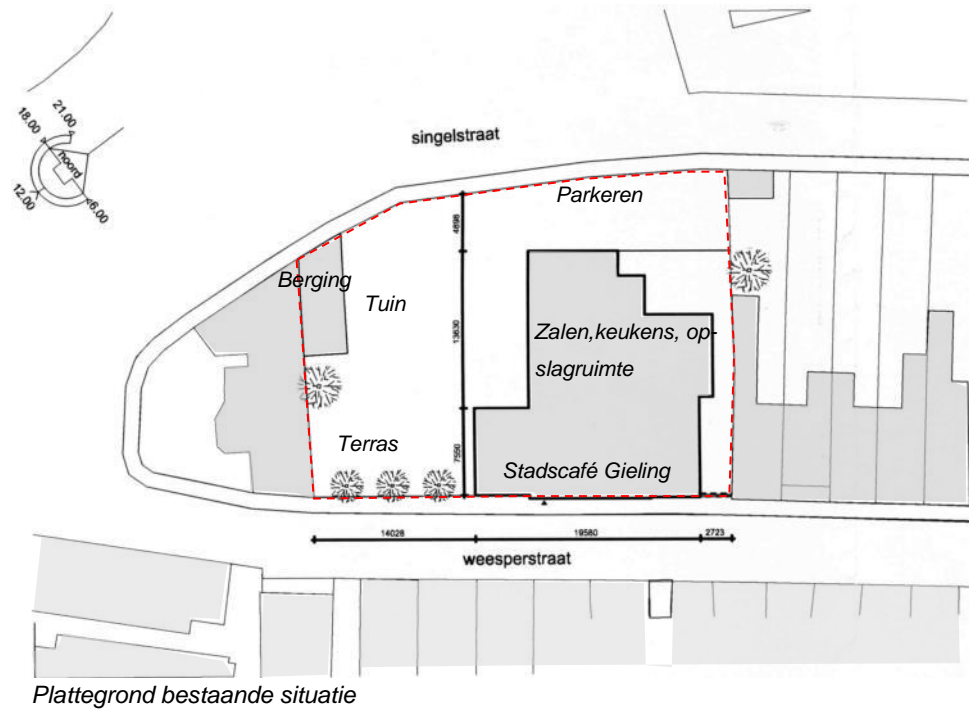 singelstraat
21.00
18.00
noord
12.00
6.00
Parkeren
4898
Berging
Tuin
13630
Zalen,keukens, op-
slagruimte
Terras
7550
Stadscafé Gieling
14028
19580
2723
weesperstraat
Plattegrond bestaande situatie